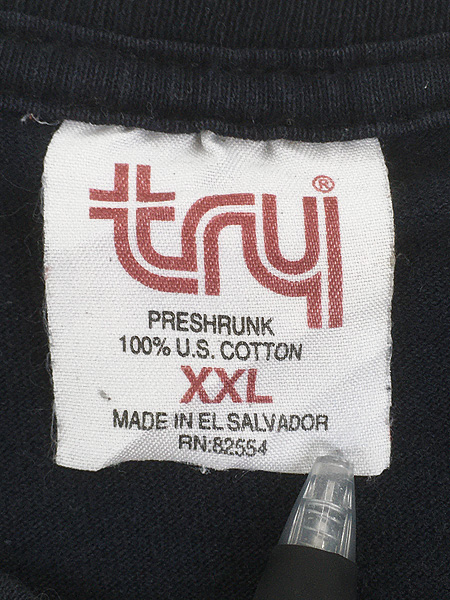 try®
PRESHRUNK
100% U.S. COTTON
XXL
MADE IN EL SALVADOR
RN:82554